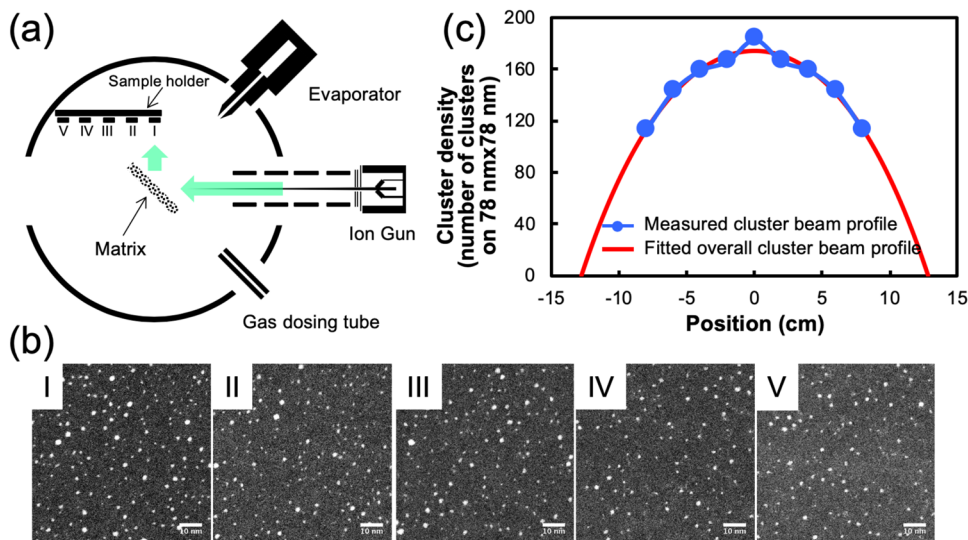 (a)
Sample holder
V IV III II I
Evaporator
Matrix
Ion Gun
Gas dosing tube
(c)
Cluster density
(number of clusters
on 78 nmx78 nm)
200
160
120
80
40
0
Measured cluster beam profile
Fitted overall cluster beam profile
-15 -10 -5 0 5 10 15
Position (cm)
(b)
I II III IV V
10 nm 10 nm 10 nm 10 nm 10 nm